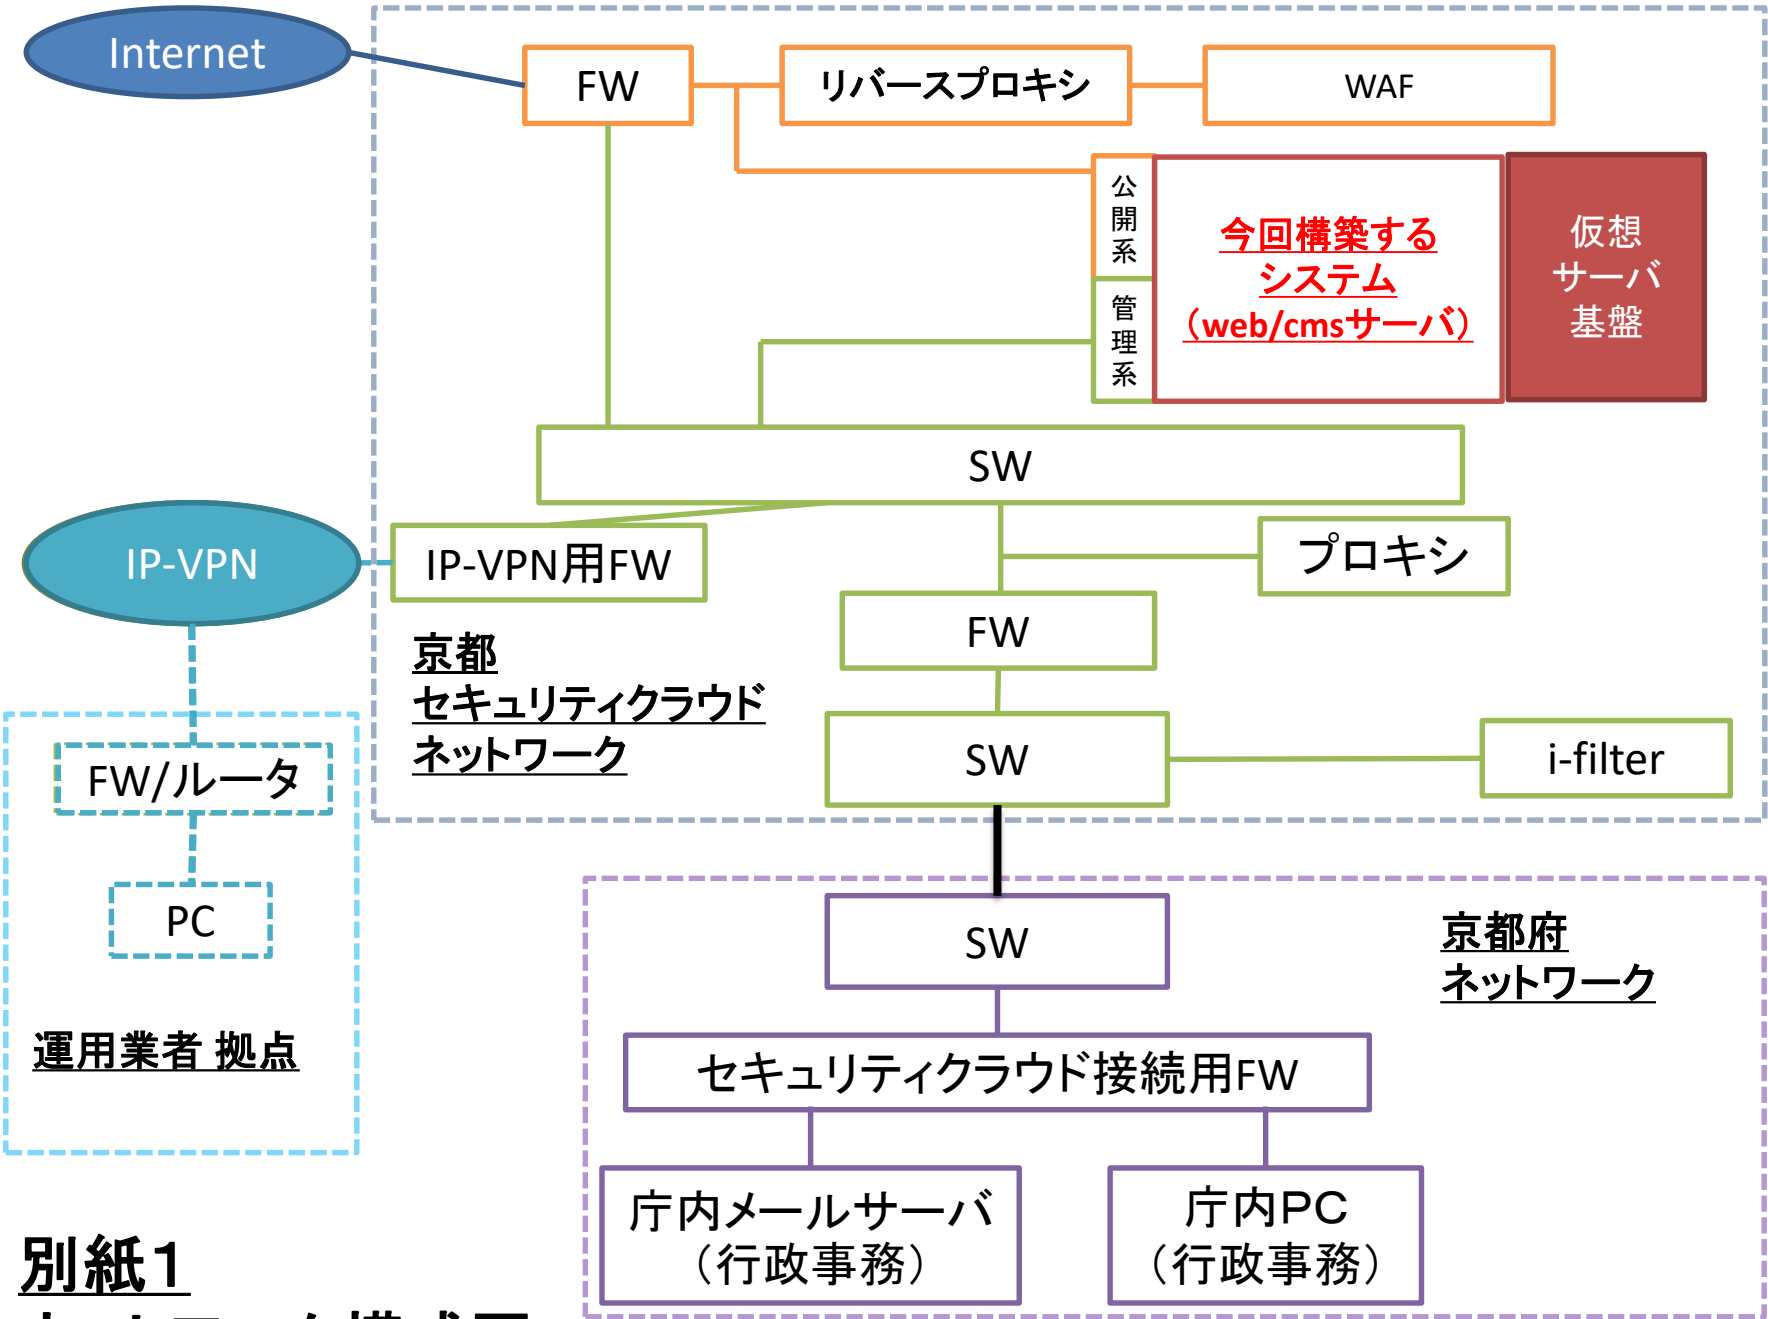 Internet
FW
リバースプロキシ
WAF
公
開
系
管
理
系
今回構築する
システム
（web/cmsサーバ）
仮想
サーバ
基盤
SW
IP-VPN
IP-VPN用FW
プロキシ
FW
京都
セキュリティクラウド
ネットワーク
SW
i-filter
FW/ルータ
PC
運用業者 拠点
SW
京都府
ネットワーク
セキュリティクラウド接続用FW
庁内メールサーバ
（行政事務）
庁内ＰＣ
（行政事務）
別紙１